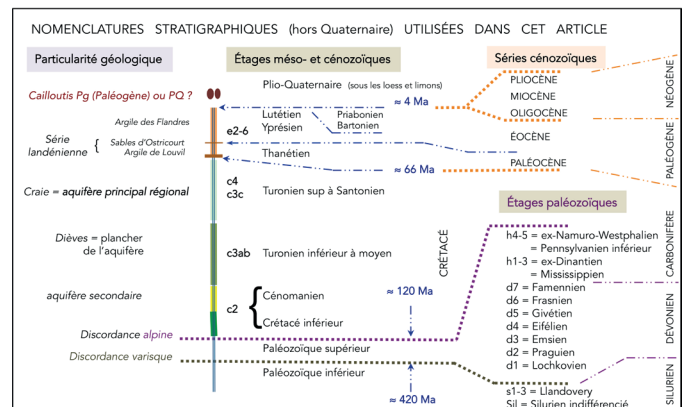 NOMENCLATURES STRATIGRAPHIQUES (hors Quaternaire) UTILISÉES DANS CET ARTICLE
Particularité géologique
Étages méso- et cénozoïques
Séries cénozoïques
Cailloutis Pg (Paléogène) ou PQ ?
Plio-Quaternaire (sous les loess et limons)
≈ 4 Ma
PLIOCÈNE
MIOCÈNE
OLIGOCÈNE
NÉOGÈNE
Argile des Flandres
e2-6
Lutétien
Yprésien
Priabonien
Bartonien
ÉOCÈNE
Série
landénienne
{
Sables d'Ostricourt
Argile de Louvil
Thanétien
PALÉOCÈNE
PALÉOGÈNE
≈ 66 Ma
Craie = aquifère principal régional
c4
c3c
Turonien sup à Santonien
Étages paléozoïques
Dièves = plancher
de l'aquifère
c3ab
Turonien inférieur à moyen
CRÉTACÉ
h4-5 = ex-Namuro-Westphalien
= Pennsylvanien inférieur
h1-3 = ex-Dinantien
= Mississippien
CARBONIFÈRE
aquifère secondaire
c2
{
Cénomanien
Crétacé inférieur
≈ 120 Ma
d7 = Famennien
d6 = Frasnien
d5 = Givétien
d4 = Eifélien
d3 = Emsien
d2 = Praguien
d1 = Lochkovien
DÉVONIEN
Discordance alpine
Paléozoïque supérieur
Discordance varisque
Paléozoïque inférieur
≈ 420 Ma
s1-3 = Llandovery
Sil = Silurien indifférencié
SILURIEN